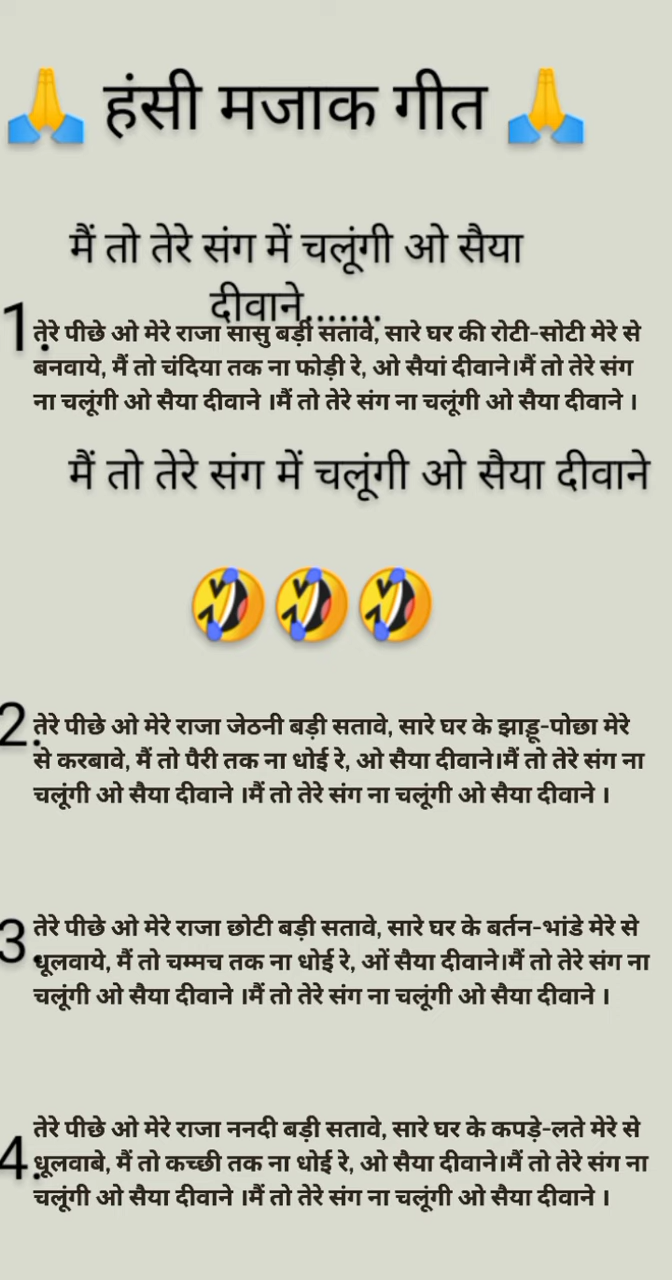 🙏 हंसी मजाक गीत 🙏
मैं तो तेरे संग में चलूंगी ओ सैया
दीवाने.......
1. तेरे पीछे ओ मेरे राजा सासु बड़ी सतावे, सारे घर की रोटी-सोटी मेरे से
बनवाये, मैं तो चंदिया तक ना फोड़ी रे, ओ सैयां दीवाने।मैं तो तेरे संग
ना चलूंगी ओ सैया दीवाने ।मैं तो तेरे संग ना चलूंगी ओ सैया दीवाने ।
मैं तो तेरे संग में चलूंगी ओ सैया दीवाने
🤣🤣🤣
2. तेरे पीछे ओ मेरे राजा जेठनी बड़ी सतावे, सारे घर के झाडू-पोछा मेरे
से करबावे, मैं तो पैरी तक ना धोई रे, ओ सैया दीवाने।मैं तो तेरे संग ना
चलूंगी ओ सैया दीवाने ।मैं तो तेरे संग ना चलूंगी ओ सैया दीवाने ।
3. तेरे पीछे ओ मेरे राजा छोटी बड़ी सतावे, सारे घर के बर्तन-भांडे मेरे से
धूलवाये, मैं तो चम्मच तक ना धोई रे, ओं सैया दीवाने।मैं तो तेरे संग ना
चलूंगी ओ सैया दीवाने ।मैं तो तेरे संग ना चलूंगी ओ सैया दीवाने ।
4. तेरे पीछे ओ मेरे राजा ननदी बड़ी सतावे, सारे घर के कपड़े-लते मेरे से
धूलवाबे, मैं तो कच्छी तक ना धोई रे, ओ सैया दीवाने।मैं तो तेरे संग ना
चलूंगी ओ सैया दीवाने ।मैं तो तेरे संग ना चलूंगी ओ सैया दीवाने ।